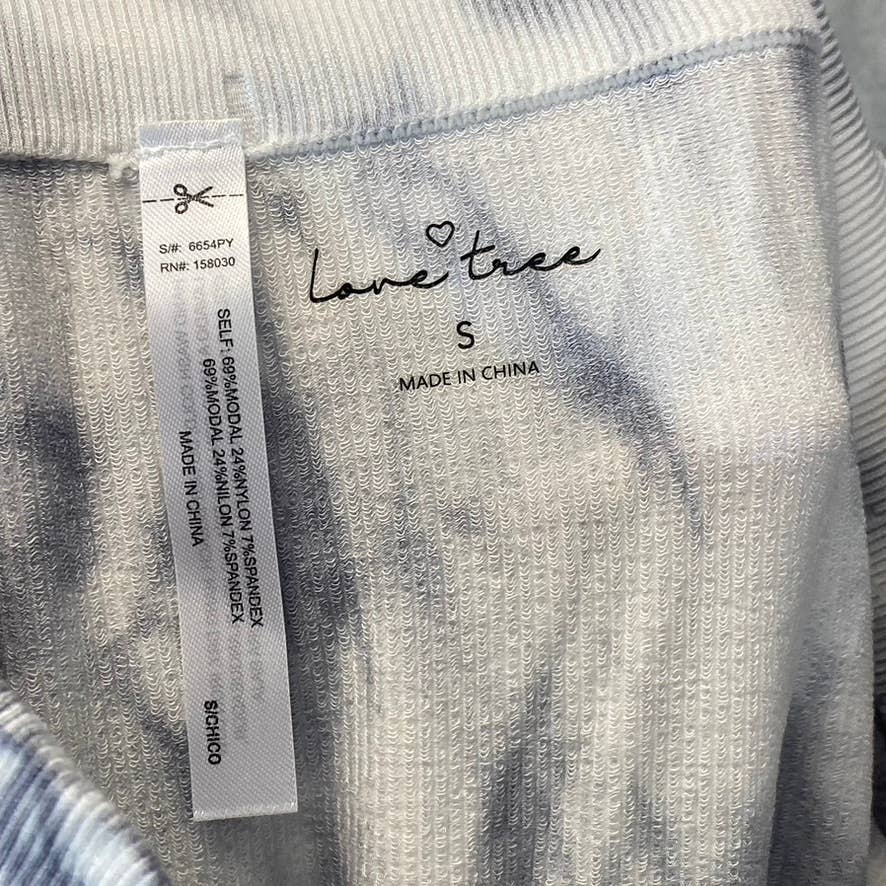 S/#: 6654PY
RN#: 158030
SELF: 69%MODAL 24%NYLON 7%SPANDEX
69%MODAL 24%NILON 7%SPANDEX
MADE IN CHINA
S/CHICO
Love tree
S
MADE IN CHINA